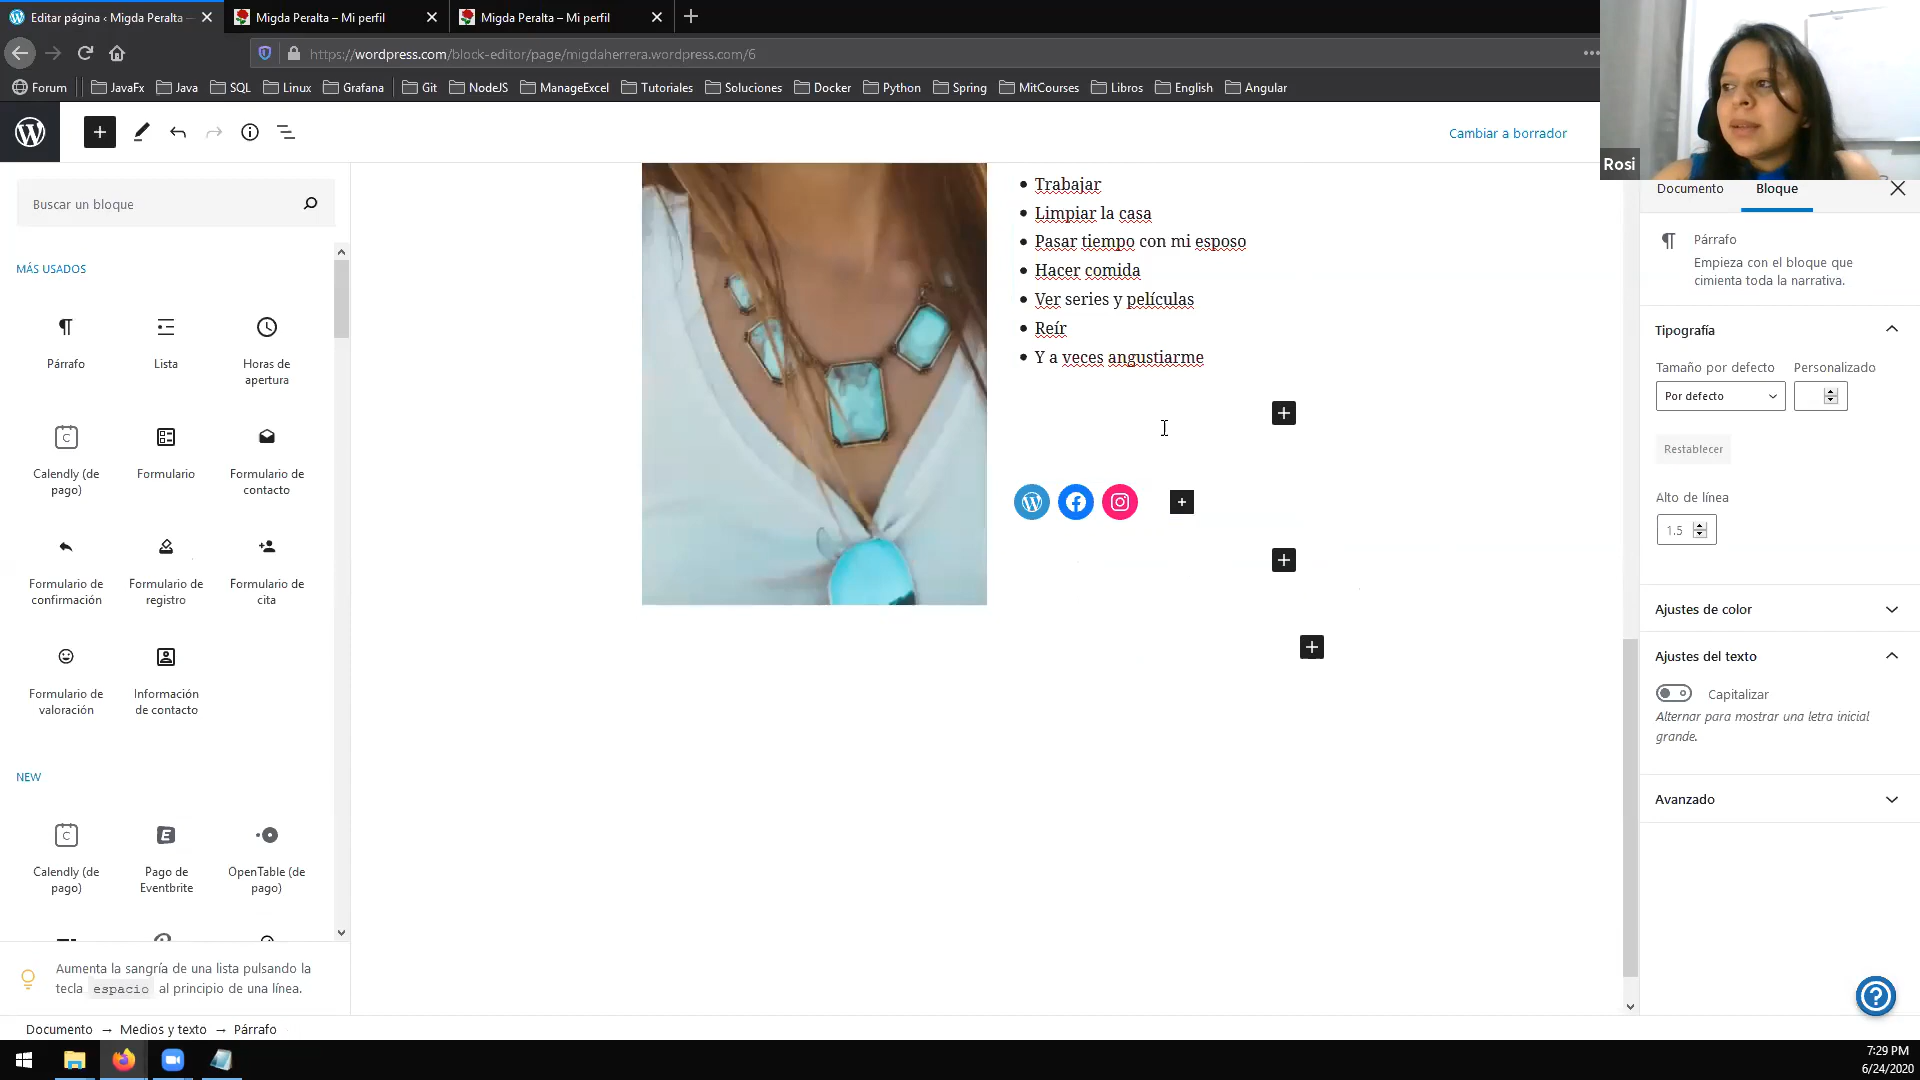 Editar página ‹ Migda Peralta —
Migda Peralta – Mi perfil
Migda Peralta – Mi perfil
https://wordpress.com/block-editor/page/migdaherrera.wordpress.com/6
Forum
JavaFx
Java
SQL
Linux
Grafana
Git
NodeJS
ManageExcel
Tutoriales
Soluciones
Docker
Python
Spring
MitCourses
Libros
English
Angular
Cambiar a borrador
Rosi
Buscar un bloque
MÁS USADOS
Párrafo
Lista
Horas de
apertura
Calendly (de
pago)
Formulario
Formulario de
contacto
Formulario de
confirmación
Formulario de
registro
Formulario de
cita
Formulario de
valoración
Información
de contacto
NEW
Calendly (de
pago)
Pago de
Eventbrite
OpenTable (de
pago)
Aumenta la sangría de una lista pulsando la
tecla espacio al principio de una línea.
Trabajar
Limpiar la casa
Pasar tiempo con mi esposo
Hacer comida
Ver series y películas
Reír
Y a veces angustiarme
Documento
Bloque
Párrafo
Empieza con el bloque que
cimienta toda la narrativa.
Tipografía
Tamaño por defecto
Personalizado
Por defecto
Restablecer
Alto de línea
1.5
Ajustes de color
Ajustes del texto
Capitalizar
Alternar para mostrar una letra inicial
grande.
Avanzado
Documento → Medios y texto → Párrafo
7:29 PM
6/24/2020